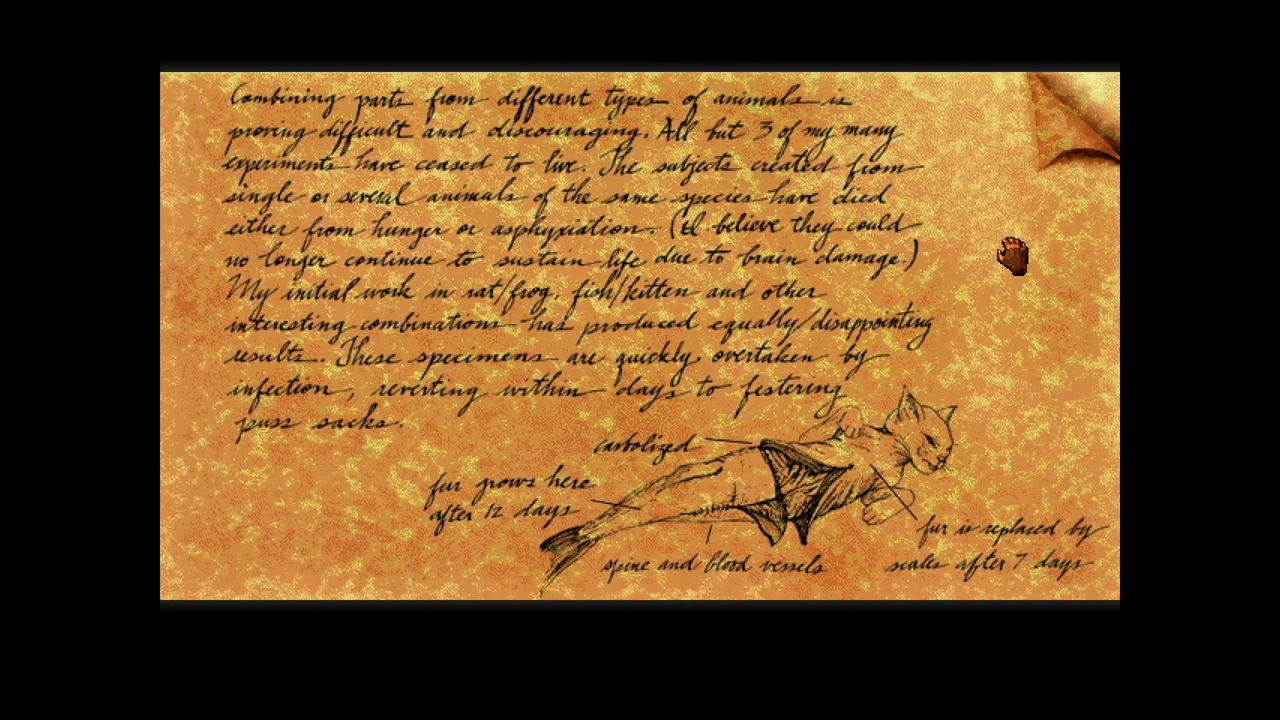 Combining parts from different types of animals is
proving difficult and discouraging. All but 3 of my many
experiments have ceased to live. The subjects created from
single or several animals of the same species have died
either from hunger or asphyxiation. (I believe they could
no longer continue to sustain life due to brain damage.)
My initial work in rat/frog, fish/kitten and other
interesting combinations has produced equally disappointing
results. These specimens are quickly overtaken by
infection, reverting within days to festering
puss sacks.
carbolized
fur grows here
after 12 days
spine and blood vessels
fur is replaced by
scales after 7 days